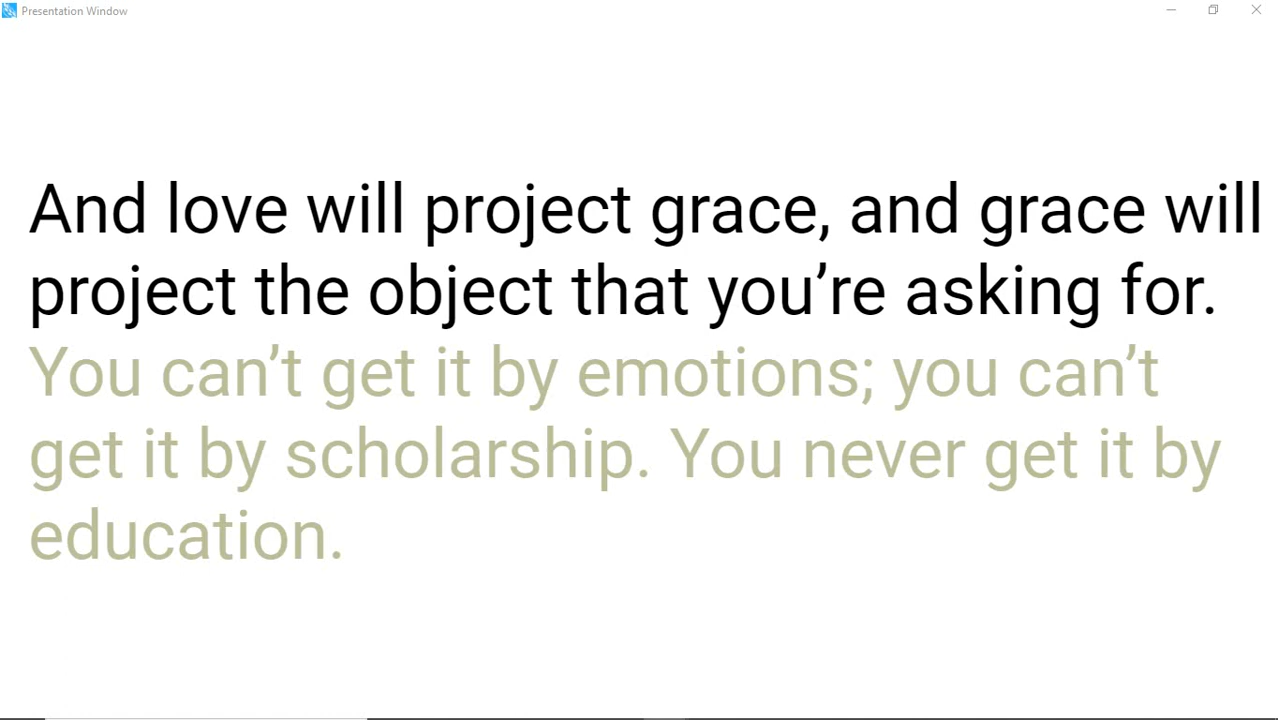 Presentation Window
And love will project grace, and grace will
project the object that you’re asking for.
You can’t get it by emotions; you can’t
get it by scholarship. You never get it by
education.